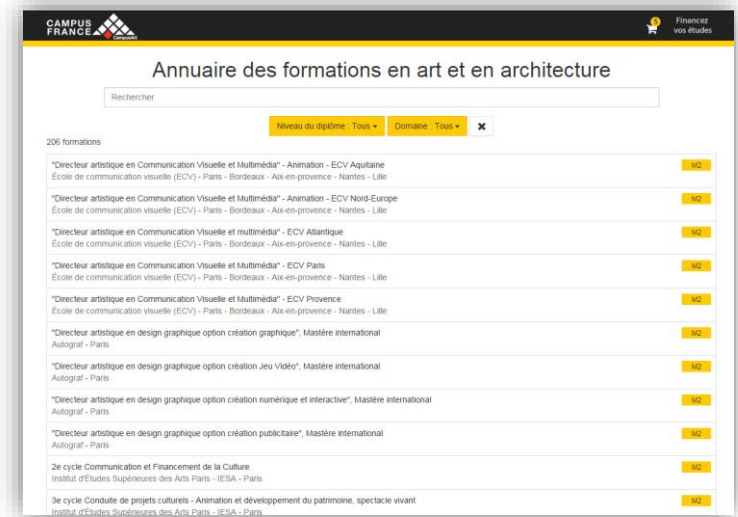 CAMPUS
FRANCE
CampusArt
5
Financez
vos études
Annuaire des formations en art et en architecture
Rechercher
Niveau du diplôme : Tous
Domaine : Tous
206 formations
"Directeur artistique en Communication Visuelle et Multimédia" - Animation - ECV Aquitaine M2
École de communication visuelle (ECV) - Paris - Bordeaux - Aix-en-provence - Nantes - Lille
"Directeur artistique en Communication Visuelle et Multimédia" - Animation - ECV Nord-Europe M2
École de communication visuelle (ECV) - Paris - Bordeaux - Aix-en-provence - Nantes - Lille
"Directeur artistique en Communication Visuelle et multimédia" - ECV Atlantique M2
École de communication visuelle (ECV) - Paris - Bordeaux - Aix-en-provence - Nantes - Lille
"Directeur artistique en Communication Visuelle et Multimédia" - ECV Paris M2
École de communication visuelle (ECV) - Paris - Bordeaux - Aix-en-provence - Nantes - Lille
"Directeur artistique en Communication Visuelle et Multimédia" - ECV Provence M2
École de communication visuelle (ECV) - Paris - Bordeaux - Aix-en-provence - Nantes - Lille
"Directeur artistique en design graphique option création graphique", Mastère international M2
Autograf - Paris
"Directeur artistique en design graphique option création Jeu Vidéo", Mastère international M2
Autograf - Paris
"Directeur artistique en design graphique option création numérique et interactive", Mastère international M2
Autograf - Paris
"Directeur artistique en design graphique option création publicitaire", Mastère international M2
Autograf - Paris
2e cycle Communication et Financement de la Culture M2
Institut d'Études Supérieures des Arts Paris - IESA - Paris
3e cycle Conduite de projets culturels - Animation et développement du patrimoine, spectacle vivant M2
Institut d'Études Supérieures des Arts Paris - IESA - Paris